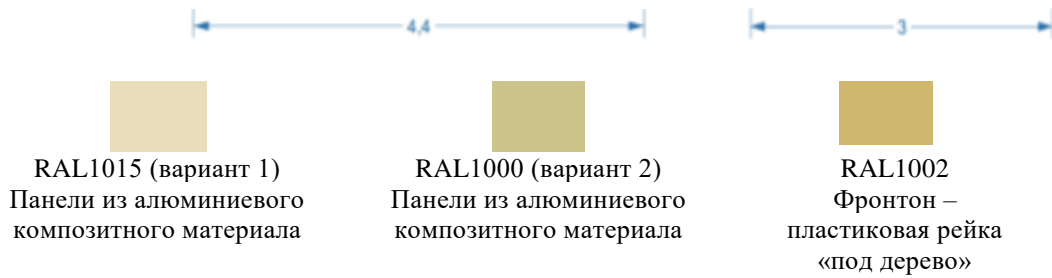 4,4
3
RAL1015 (вариант 1)
Панели из алюминиевого
композитного материала
RAL1000 (вариант 2)
Панели из алюминиевого
композитного материала
RAL1002
Фронтон –
пластиковая рейка
«под дерево»